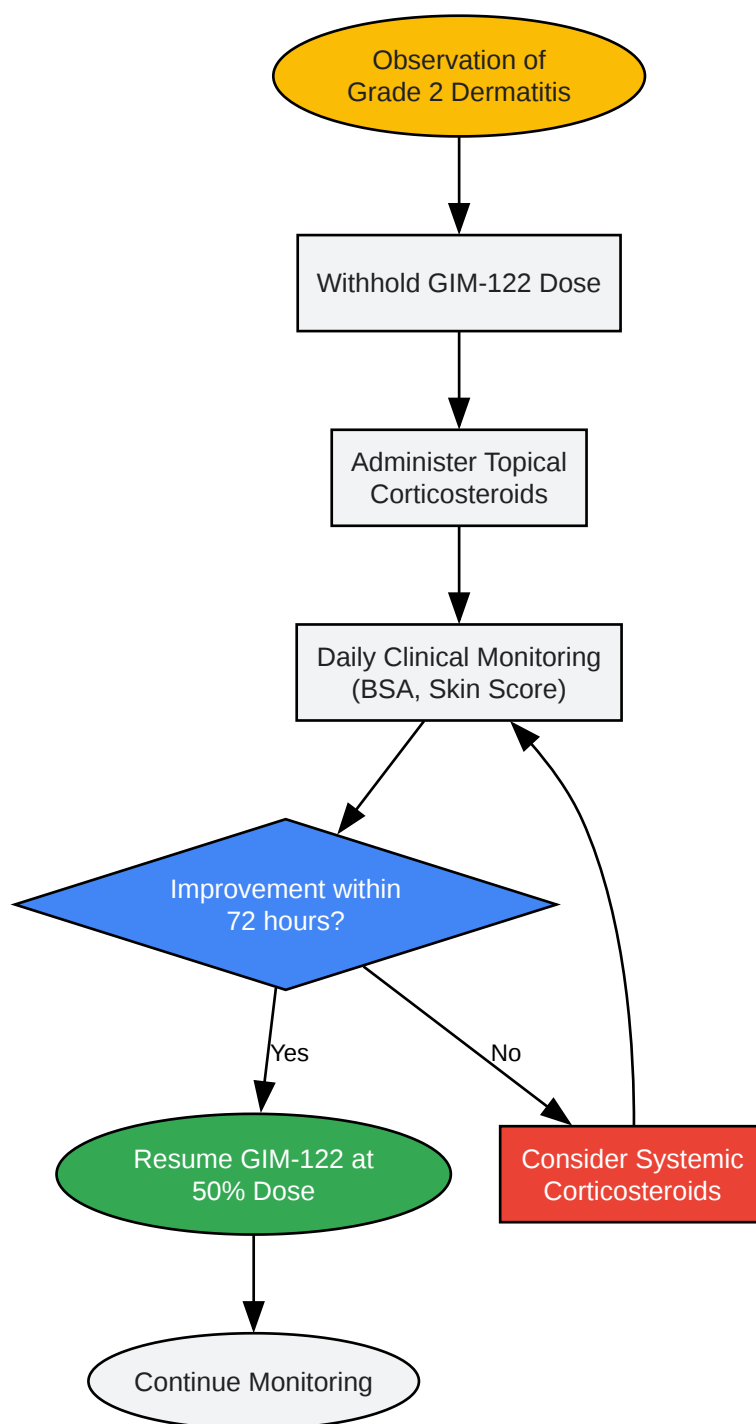 Observation of
Grade 2 Dermatitis
Withhold GIM-122 Dose
Administer Topical
Corticosteroids
Daily Clinical Monitoring
(BSA, Skin Score)
Improvement within
72 hours?
Yes
No
Resume GIM-122 at
50% Dose
Consider Systemic
Corticosteroids
Continue Monitoring